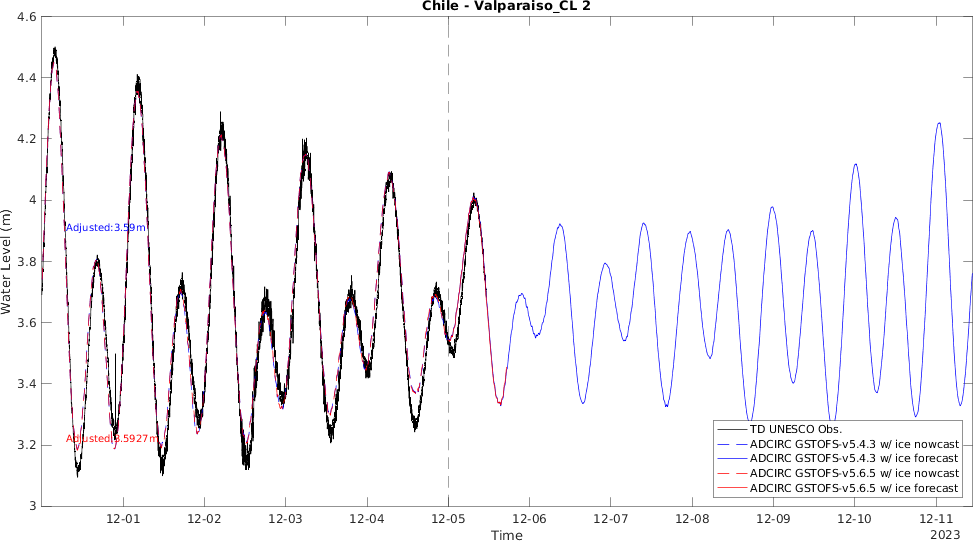 Chile - Valparaiso_CL 2
4.6
4.4
4.2
4
3.8
3.6
3.4
3.2
3
Water Level (m)
Adjusted:3.59m
Adjusted:3.5927m
TD UNESCO Obs.
ADCIRC GSTOFS-v5.4.3 w/ ice nowcast
ADCIRC GSTOFS-v5.4.3 w/ ice forecast
ADCIRC GSTOFS-v5.6.5 w/ ice nowcast
ADCIRC GSTOFS-v5.6.5 w/ ice forecast
12-01 12-02 12-03 12-04 12-05 12-06 12-07 12-08 12-09 12-10 12-11
2023
Time